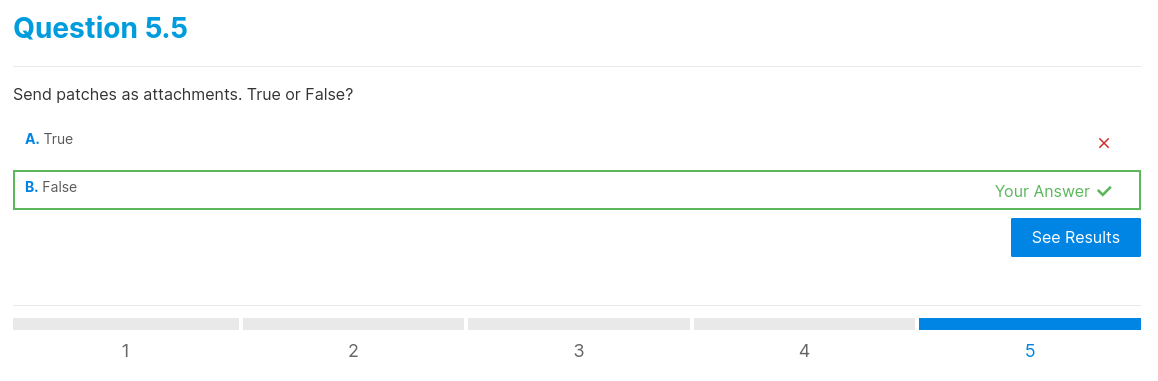 Question 5.5
Send patches as attachments. True or False?
A. True
B. False
Your Answer
See Results
1 2 3 4 5